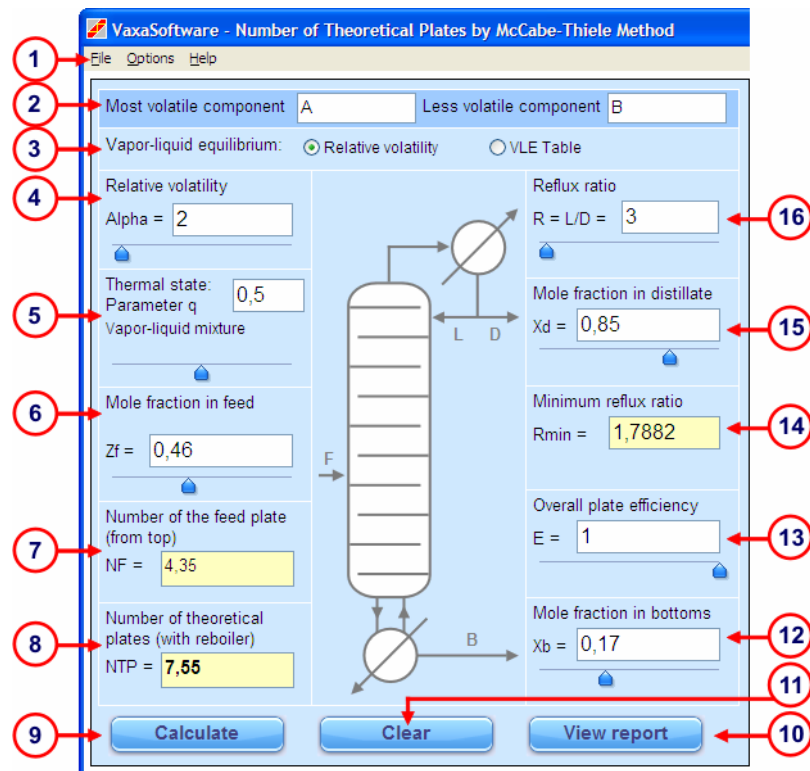 VaxaSoftware - Number of Theoretical Plates by McCabe-Thiele Method
1
File Options Help
2
Most volatile component A Less volatile component B
3
Vapor-liquid equilibrium: Relative volatility VLE Table
4
Relative volatility
Alpha = 2
5
Thermal state:
Parameter q 0,5
Vapor-liquid mixture
6
Mole fraction in feed
Zf = 0,46
7
Number of the feed plate
(from top)
NF = 4,35
8
Number of theoretical
plates (with reboiler)
NTP = 7,55
L D
F
B
Reflux ratio
R = L/D = 3
16
Mole fraction in distillate
Xd = 0,85
15
Minimum reflux ratio
Rmin = 1,7882
14
Overall plate efficiency
E = 1
13
Mole fraction in bottoms
Xb = 0,17
12
11
9
Calculate Clear View report
10